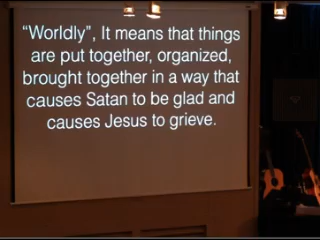 "Worldly", It means that things
are put together, organized,
brought together in a way that
causes Satan to be glad and
causes Jesus to grieve.